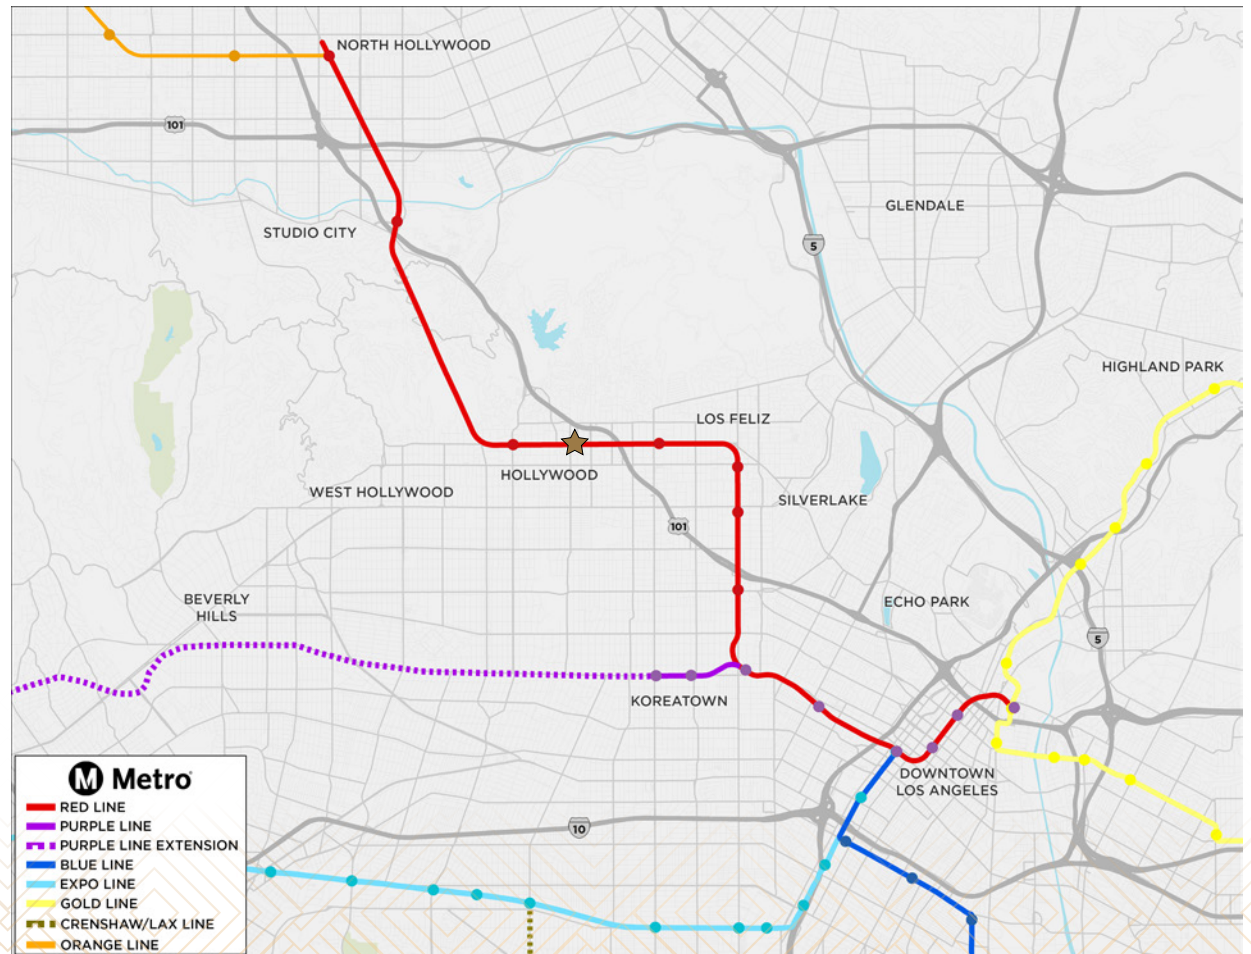 NORTH HOLLYWOOD
101
GLENDALE
STUDIO CITY
5
HIGHLAND PARK
LOS FELIZ
HOLLYWOOD
WEST HOLLYWOOD
SILVERLAKE
101
BEVERLY
HILLS
ECHO PARK
5
KOREATOWN
DOWNTOWN
LOS ANGELES
10
M Metro
RED LINE
PURPLE LINE
PURPLE LINE EXTENSION
BLUE LINE
EXPO LINE
GOLD LINE
CRENSHAW/LAX LINE
ORANGE LINE